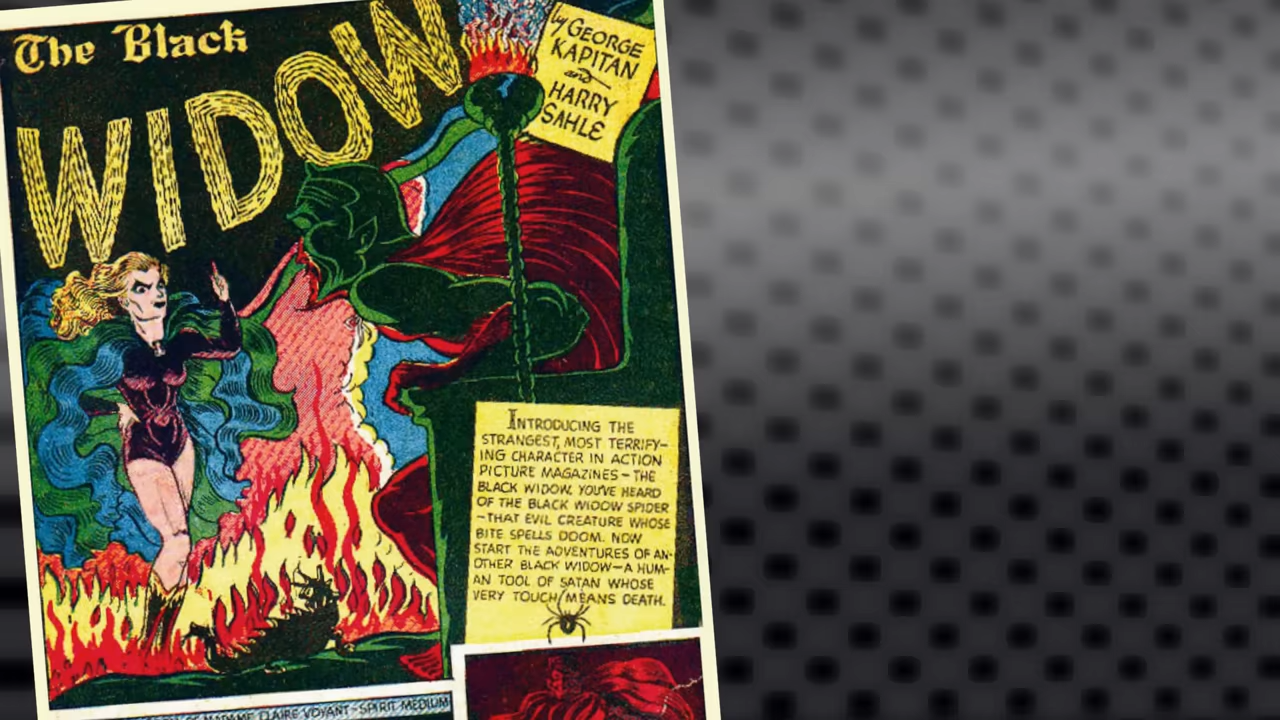 The Black
WIDOW
by GEORGE
KAPITAN
and
HARRY
SAHLE
INTRODUCING THE
STRANGEST, MOST TERRIFY-
ING CHARACTER IN ACTION
PICTURE MAGAZINES - THE
BLACK WIDOW. YOU'VE HEARD
OF THE BLACK WIDOW SPIDER
- THAT EVIL CREATURE WHOSE
BITE SPELLS DOOM. NOW
START THE ADVENTURES OF AN-
OTHER BLACK WIDOW - A HUM-
AN TOOL OF SATAN WHOSE
VERY TOUCH MEANS DEATH.
MADAME CLAIRE VOYANT - SPIRIT MEDIUM